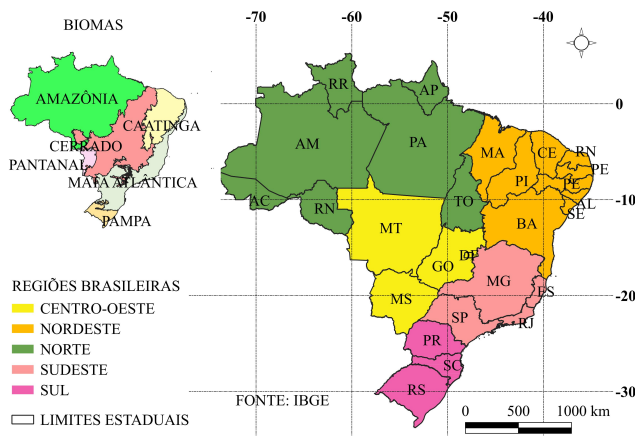 BIOMAS
AMAZÔNIA
CAATINGA
CERRADO
PANTANAL
MATA ATLÂNTICA
PAMPA
REGIÕES BRASILEIRAS
CENTRO-OESTE
NORDESTE
NORTE
SUDESTE
SUL
LIMITES ESTADUAIS
-70 -60 -50 -40
RR AP
0
AM PA MA CE RN
PI PE
PE
AC RN TO AL
-10
SE
MT BA
GO DF
MS MG ES
-20
SP RJ
PR
SC
RS
-30
FONTE: IBGE
0 500 1000 km